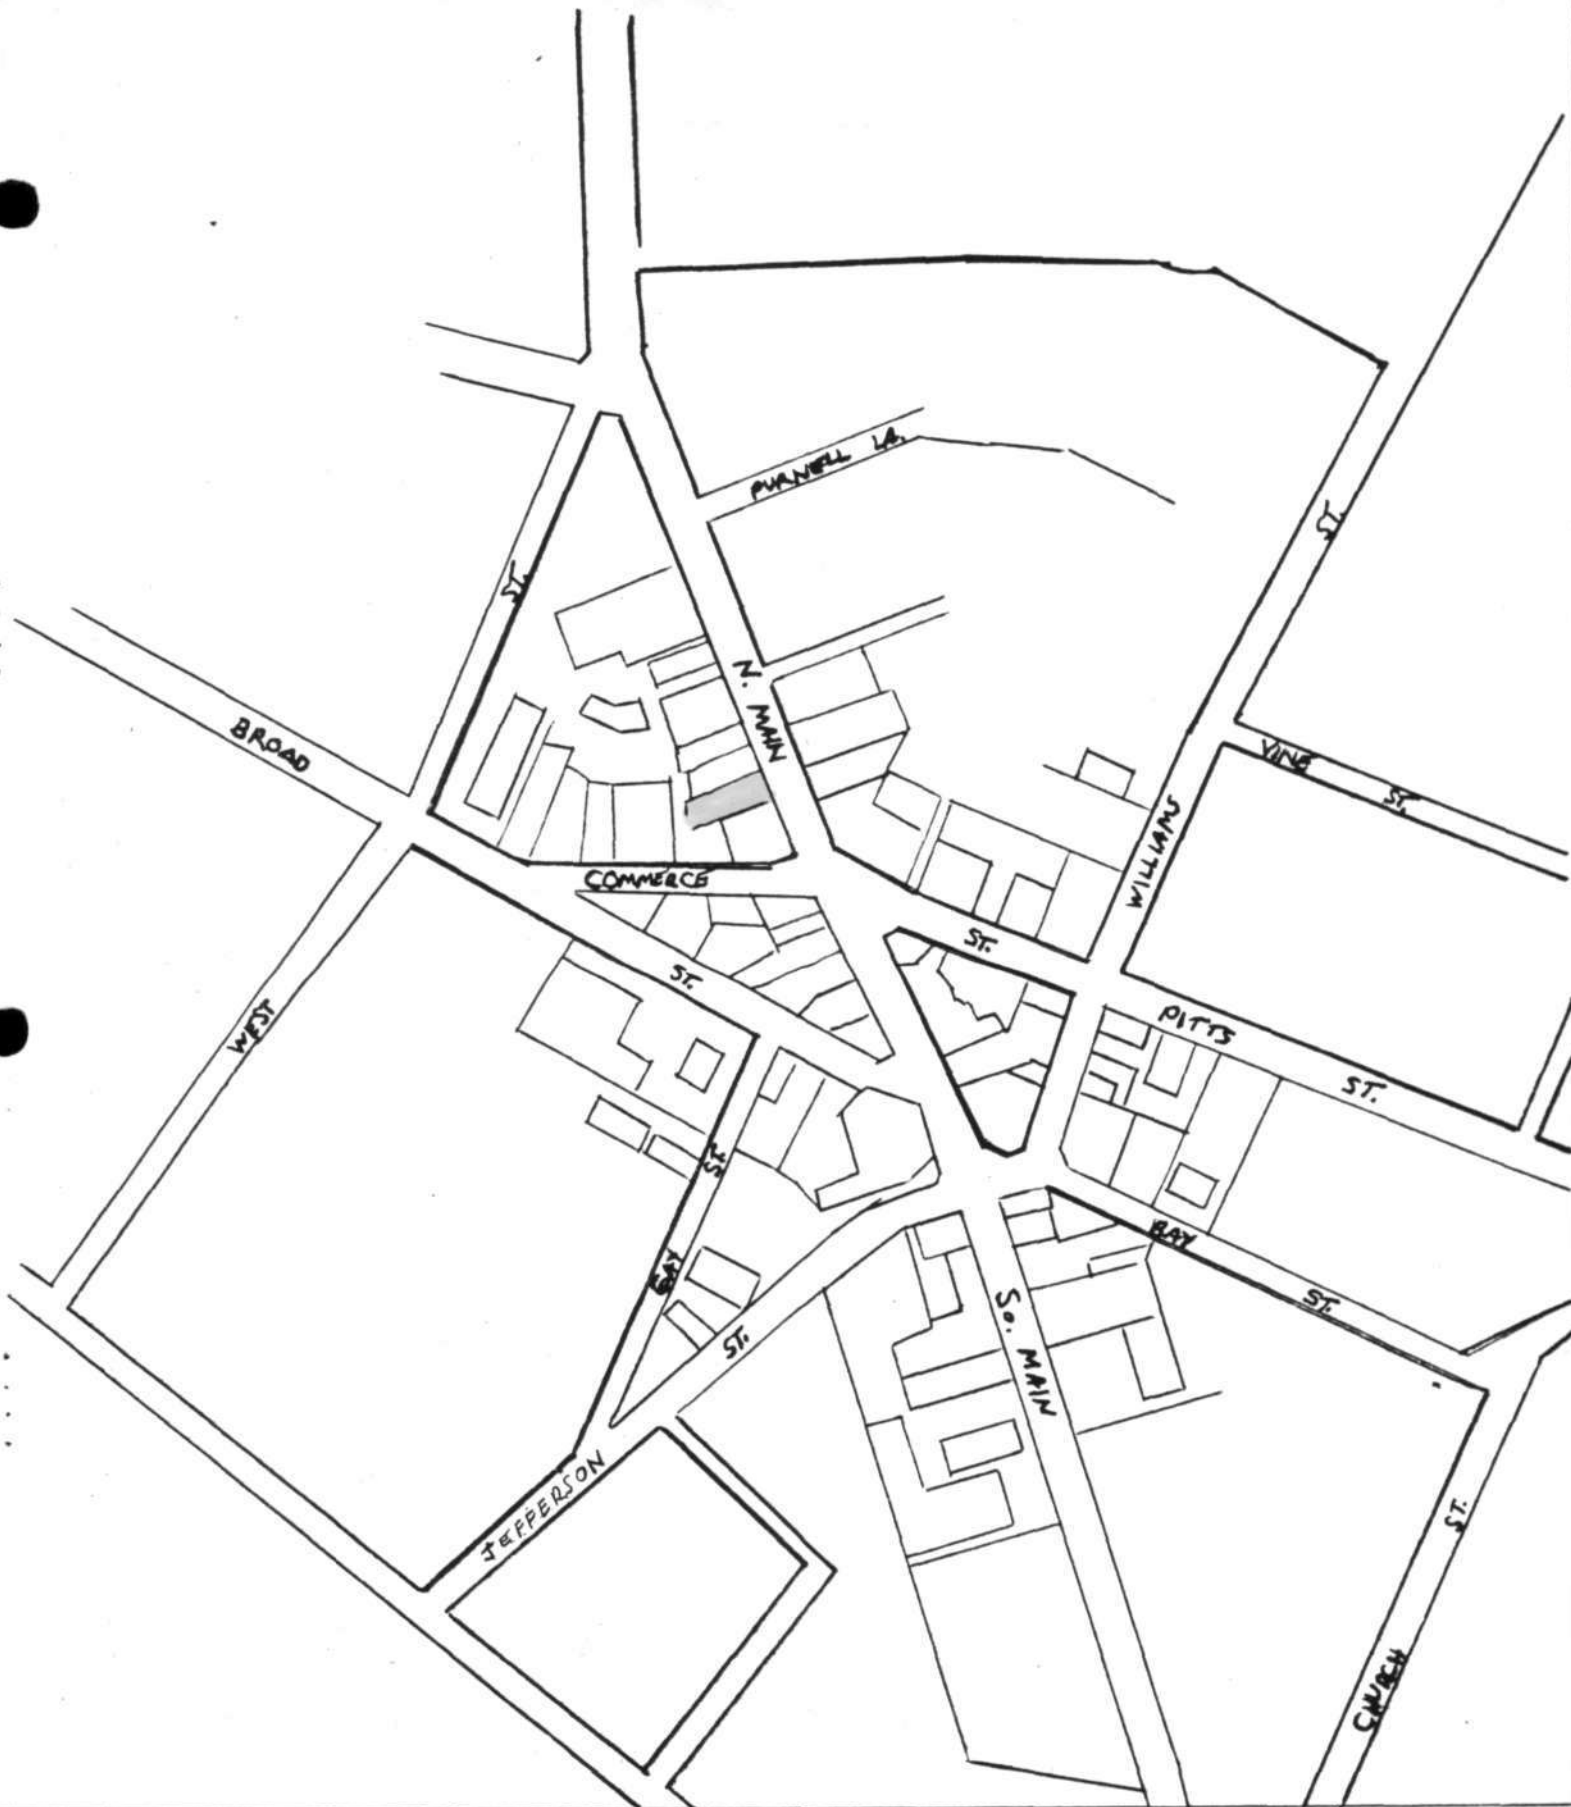 PURNELL LA.
ST.
ST.
N. MAIN
BROAD
VINE
ST.
WILLIAMS
COMMERCE
ST.
ST.
PITTS
ST.
WEST
ST.
BAY
BAY
ST.
ST.
So. MAIN
JEFFERSON
ST.
CHURCH